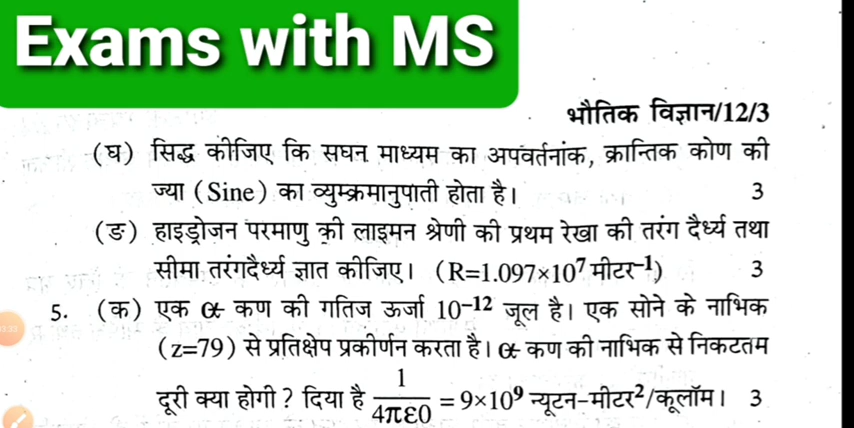 Exams with MS
भौतिक विज्ञान/12/3
(घ) सिद्ध कीजिए कि सघन माध्यम का अपवर्तनांक, क्रान्तिक कोण की
ज्या (Sine) का व्युत्क्रमानुपाती होता है। 3
(ङ) हाइड्रोजन परमाणु की लाइमन श्रेणी की प्रथम रेखा की तरंग दैर्ध्य तथा
सीमा तरंगदैर्ध्य ज्ञात कीजिए। (R=1.097×10⁷ मीटर⁻¹) 3
5. (क) एक α कण की गतिज ऊर्जा 10⁻¹² जूल है। एक सोने के नाभिक
(z=79) से प्रतिक्षेप प्रकीर्णन करता है। α कण की नाभिक से निकटतम
दूरी क्या होगी? दिया है 1/4πε0 = 9×10⁹ न्यूटन-मीटर²/कूलॉम। 3